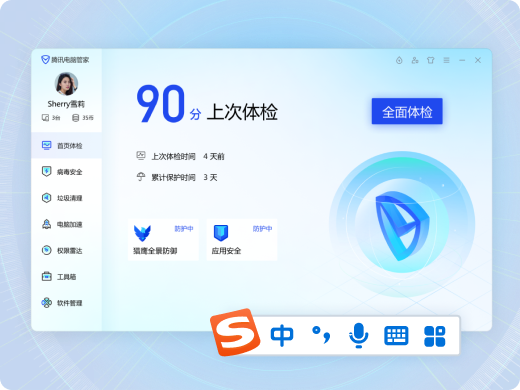 腾讯电脑管家
Sherry雪莉
3台
35币
首页体检
病毒安全
垃圾清理
电脑加速
权限雷达
工具箱
软件管理
90分 上次体检
全面体检
上次体检时间 4 天前
累计保护时间 3 天
防护中
猎鹰全景防御
防护中
应用安全
S 中 °,